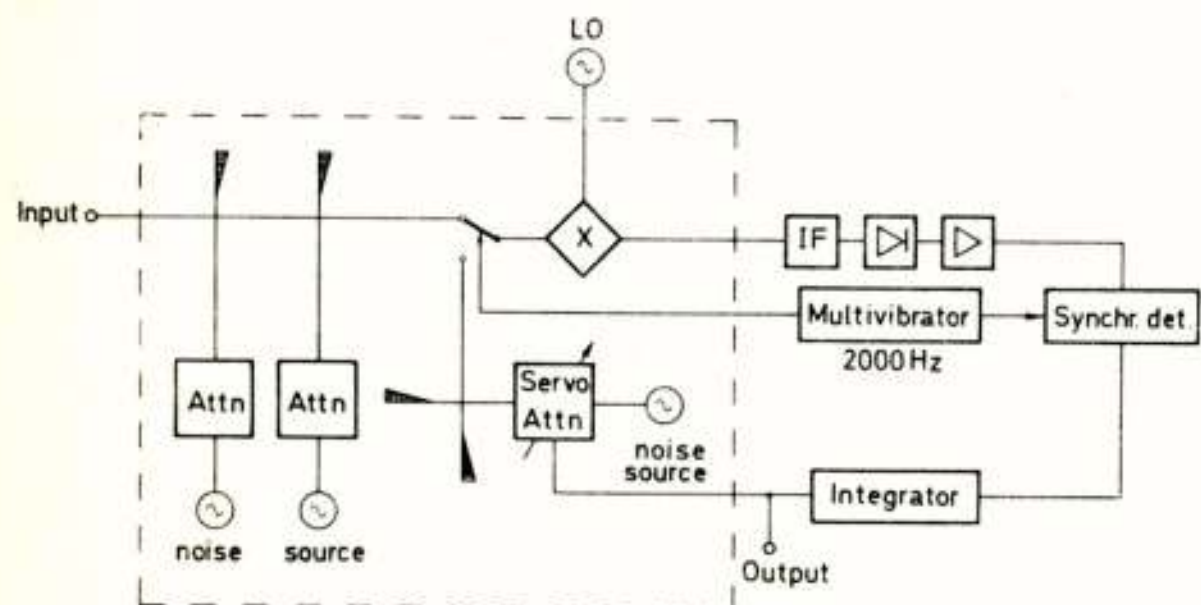 LO
Input
X
IF
Multivibrator
2000 Hz
Synchr. det.
Attn
Attn
Servo
Attn
noise
source
Integrator
noise
source
Output